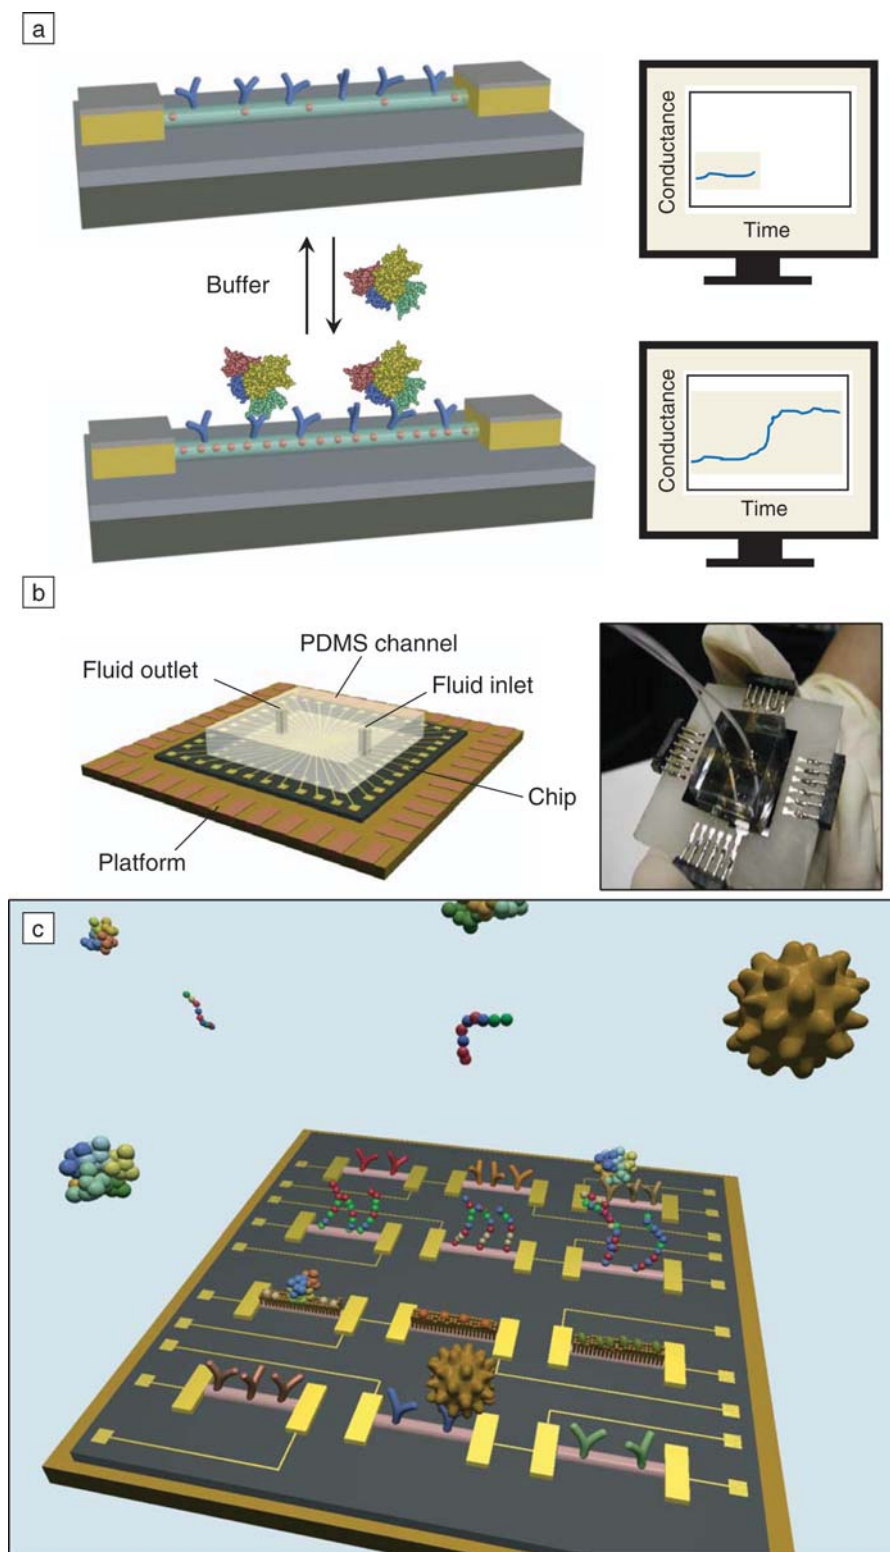 a
Conductance
Time
Buffer
Conductance
Time
b
PDMS channel
Fluid outlet
Fluid inlet
Chip
Platform
c